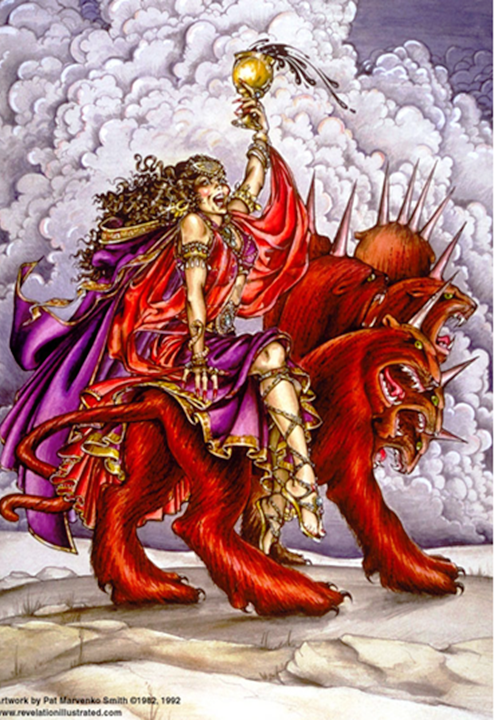 rtwork by Pat Marvenko Smith ©1982, 1992
www.revelationillustrated.com